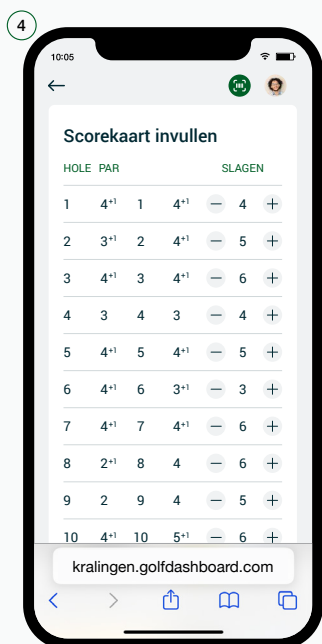 4
10:05
Scorekaart invullen
HOLE PAR SLAGEN
1 4+1 1 4+1 — 4 +
2 3+1 2 4+1 — 5 +
3 4+1 3 4+1 — 6 +
4 3 4 3 — 4 +
5 4+1 5 4+1 — 5 +
6 4+1 6 3+1 — 3 +
7 4+1 7 4+1 — 6 +
8 2+1 8 4 — 6 +
9 2 9 4 — 5 +
10 4+1 10 5+1 — 6 +
kralingen.golfdashboard.com